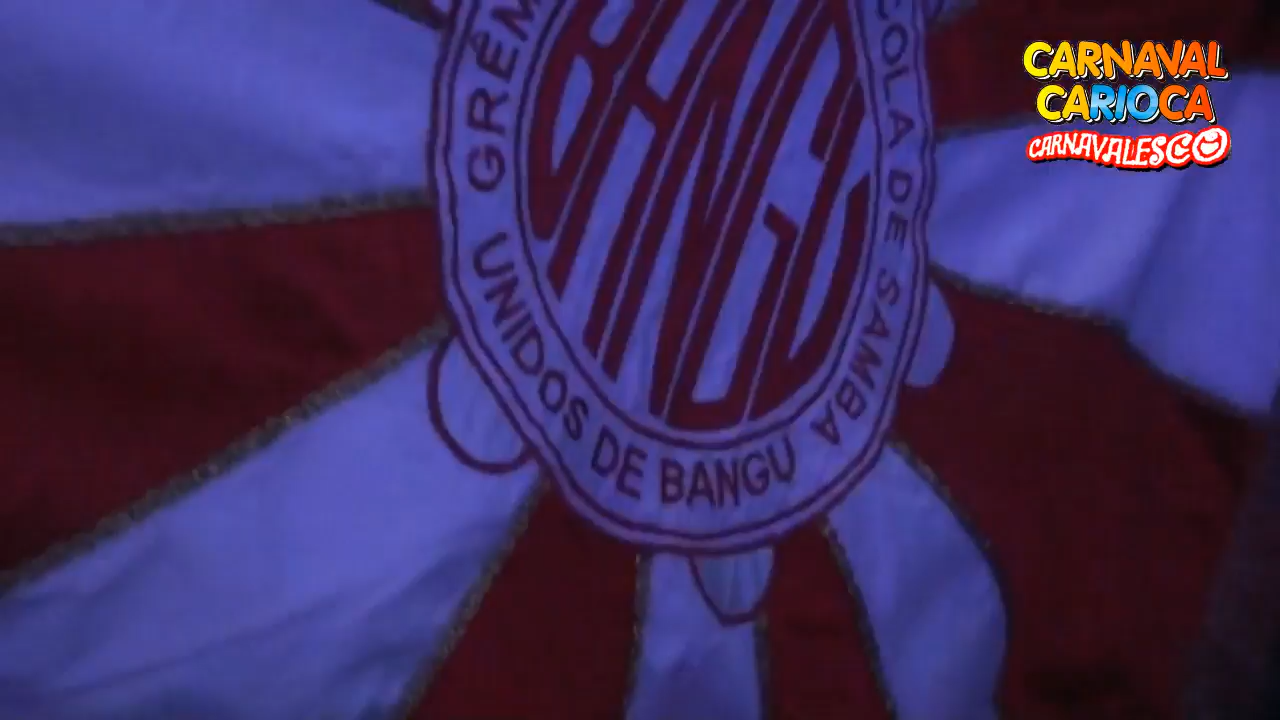 GRÊM
COLA DE SAMBA
BANGU
UNIDOS DE BANGU
CARNAVAL
CARIOCA
CARNAVALESCO